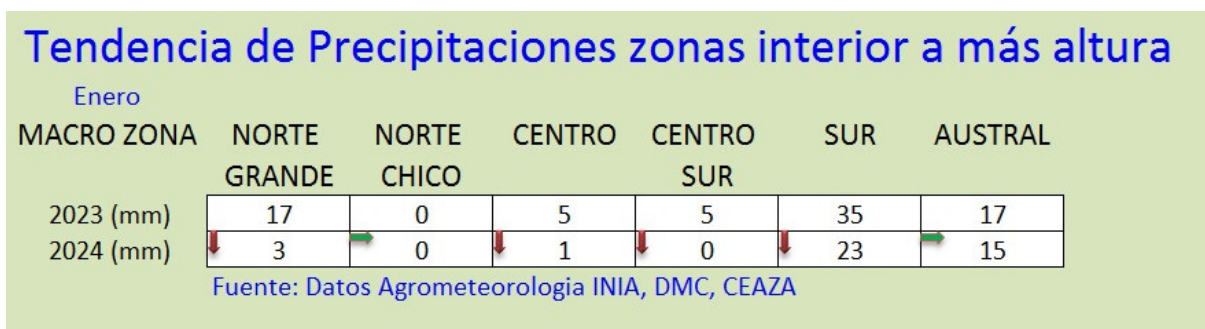 Tendencia de Precipitaciones zonas interior a más altura
Enero
MACRO ZONA NORTE GRANDE NORTE CHICO CENTRO CENTRO SUR SUR AUSTRAL
2023 (mm) 17 0 5 5 35 17
2024 (mm) 3 0 1 0 23 15
Fuente: Datos Agrometeorologia INIA, DMC, CEAZA